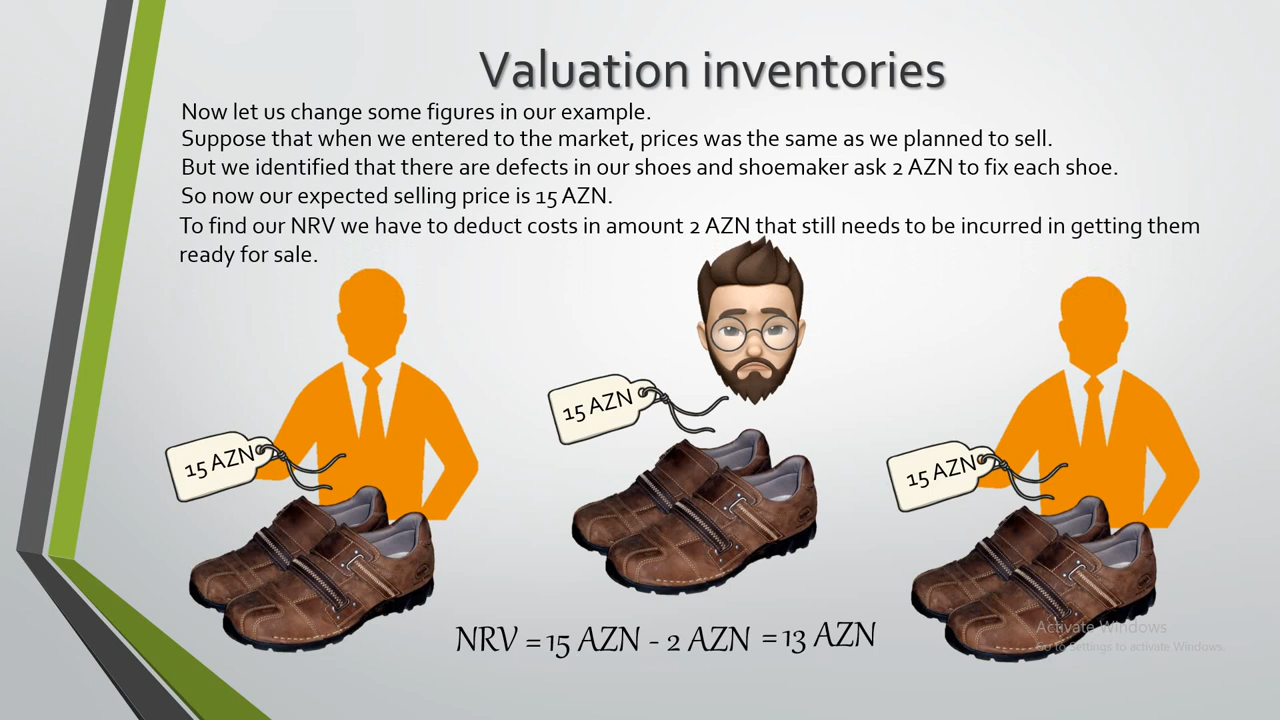 Valuation inventories
Now let us change some figures in our example.
Suppose that when we entered to the market, prices was the same as we planned to sell.
But we identified that there are defects in our shoes and shoemaker ask 2 AZN to fix each shoe.
So now our expected selling price is 15 AZN.
To find our NRV we have to deduct costs in amount 2 AZN that still needs to be incurred in getting them
ready for sale.
15 AZN
15 AZN
15 AZN
NRV = 15 AZN - 2 AZN = 13 AZN
Activate Windows
Go to Settings to activate Windows.